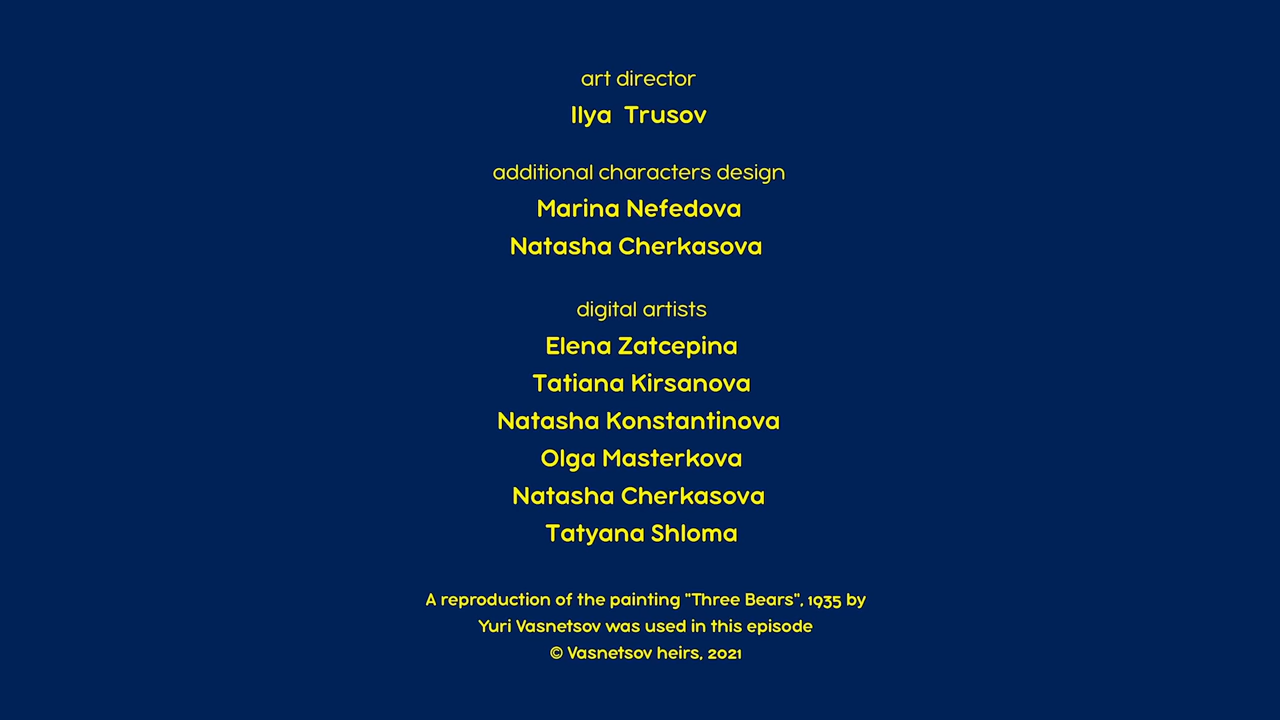 art director
Ilya Trusov
additional characters design
Marina Nefedova
Natasha Cherkasova
digital artists
Elena Zatcepina
Tatiana Kirsanova
Natasha Konstantinova
Olga Masterkova
Natasha Cherkasova
Tatyana Shloma
A reproduction of the painting "Three Bears", 1935 by
Yuri Vasnetsov was used in this episode
© Vasnetsov heirs, 2021